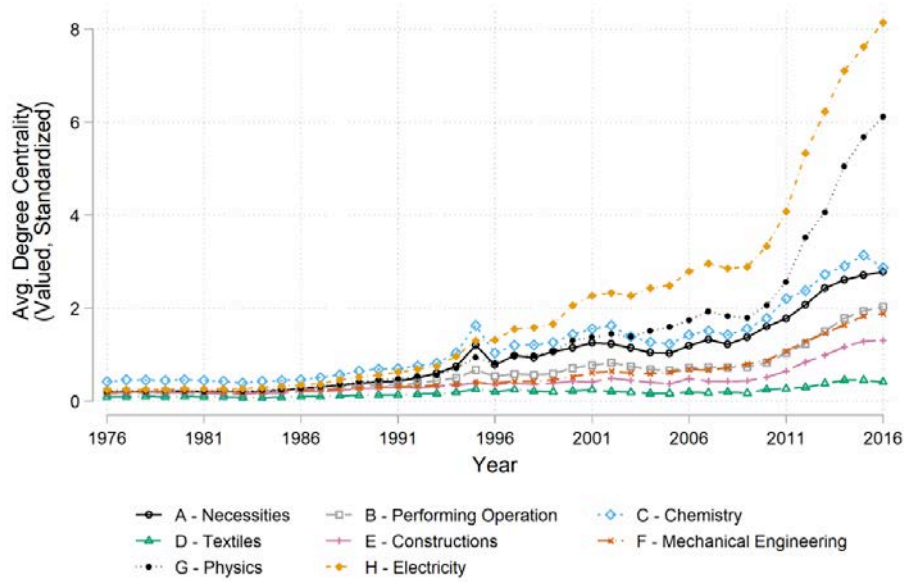 8
6
4
2
0
Avg. Degree Centrality
(Valued, Standardized)
1976 1981 1986 1991 1996 2001 2006 2011 2016
Year
A - Necessities B - Performing Operation C - Chemistry
D - Textiles E - Constructions F - Mechanical Engineering
G - Physics H - Electricity